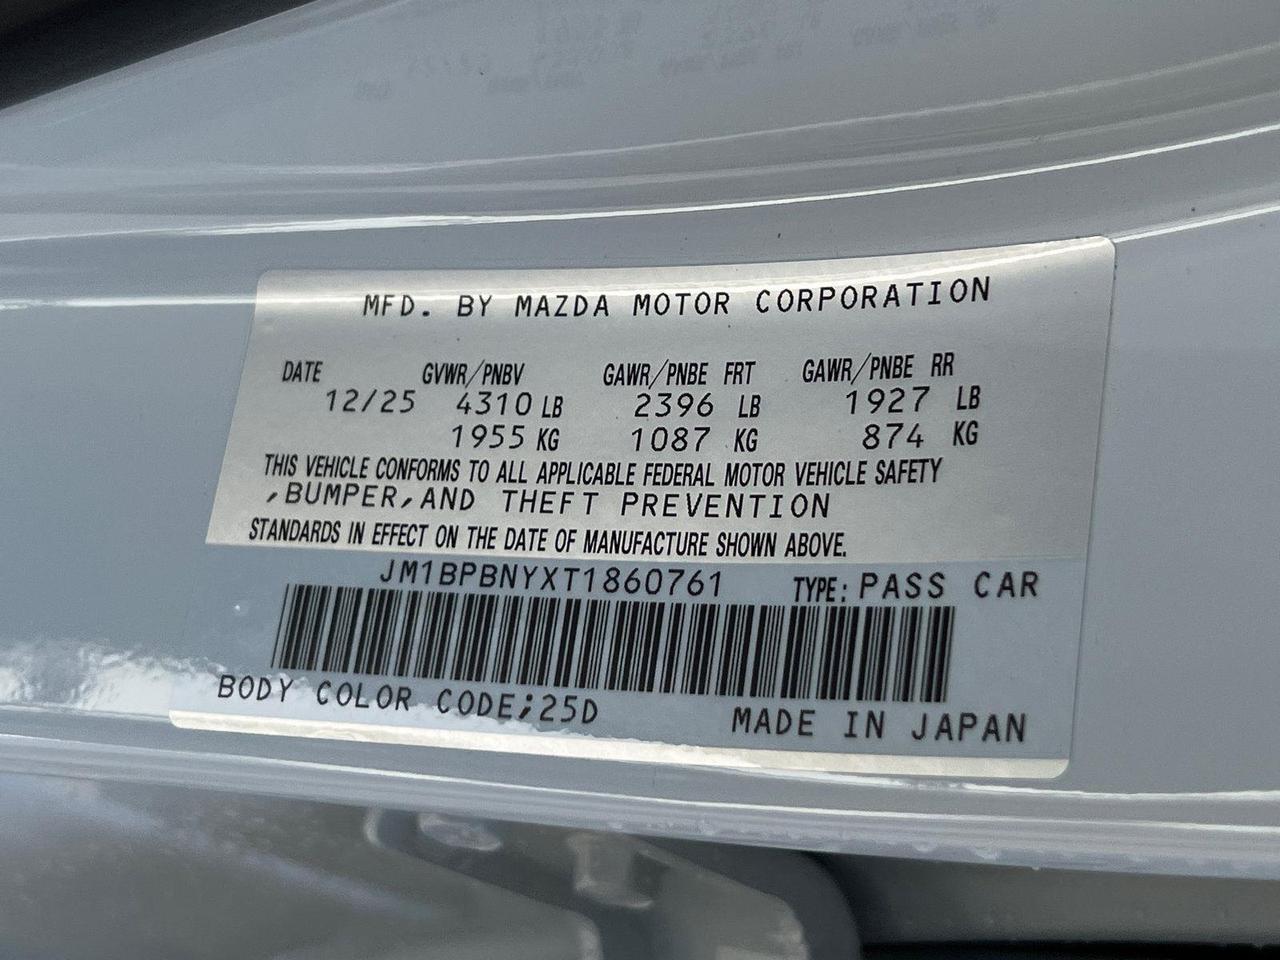 MFD. BY MAZDA MOTOR CORPORATION
DATE GVWR/PNBV GAWR/PNBE FRT GAWR/PNBE RR
12/25 4310 LB 2396 LB 1927 LB
1955 KG 1087 KG 874 KG
THIS VEHICLE CONFORMS TO ALL APPLICABLE FEDERAL MOTOR VEHICLE SAFETY
,BUMPER,AND THEFT PREVENTION
STANDARDS IN EFFECT ON THE DATE OF MANUFACTURE SHOWN ABOVE.
JM1BPBNYXT1860761 TYPE: PASS CAR
BODY COLOR CODE;25D MADE IN JAPAN